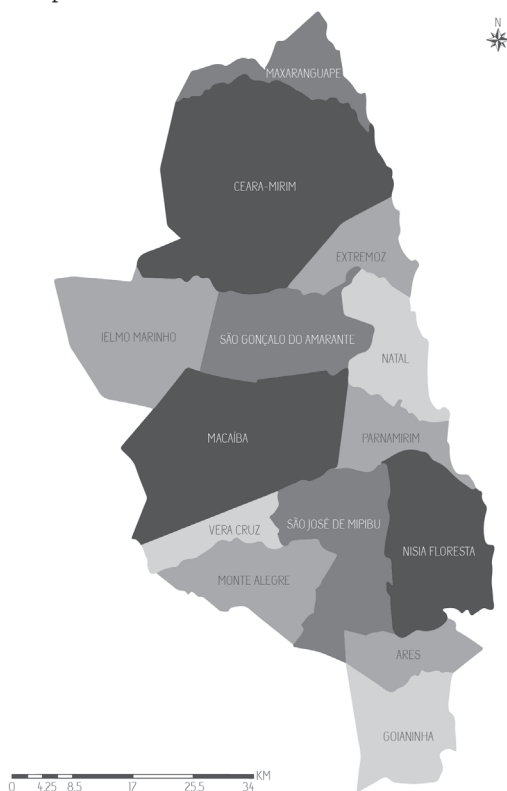 N
MAXARANGUAPE
CEARA-MIRIM
EXTREMOZ
IELMO MARINHO
SÃO GONÇALO DO AMARANTE
NATAL
MACAÍBA
PARNAMIRIM
VERA CRUZ
SÃO JOSÉ DE MIPIBU
NISIA FLORESTA
MONTE ALEGRE
ARES
GOIANINHA
KM
0 4.25 8.5 17 25.5 34